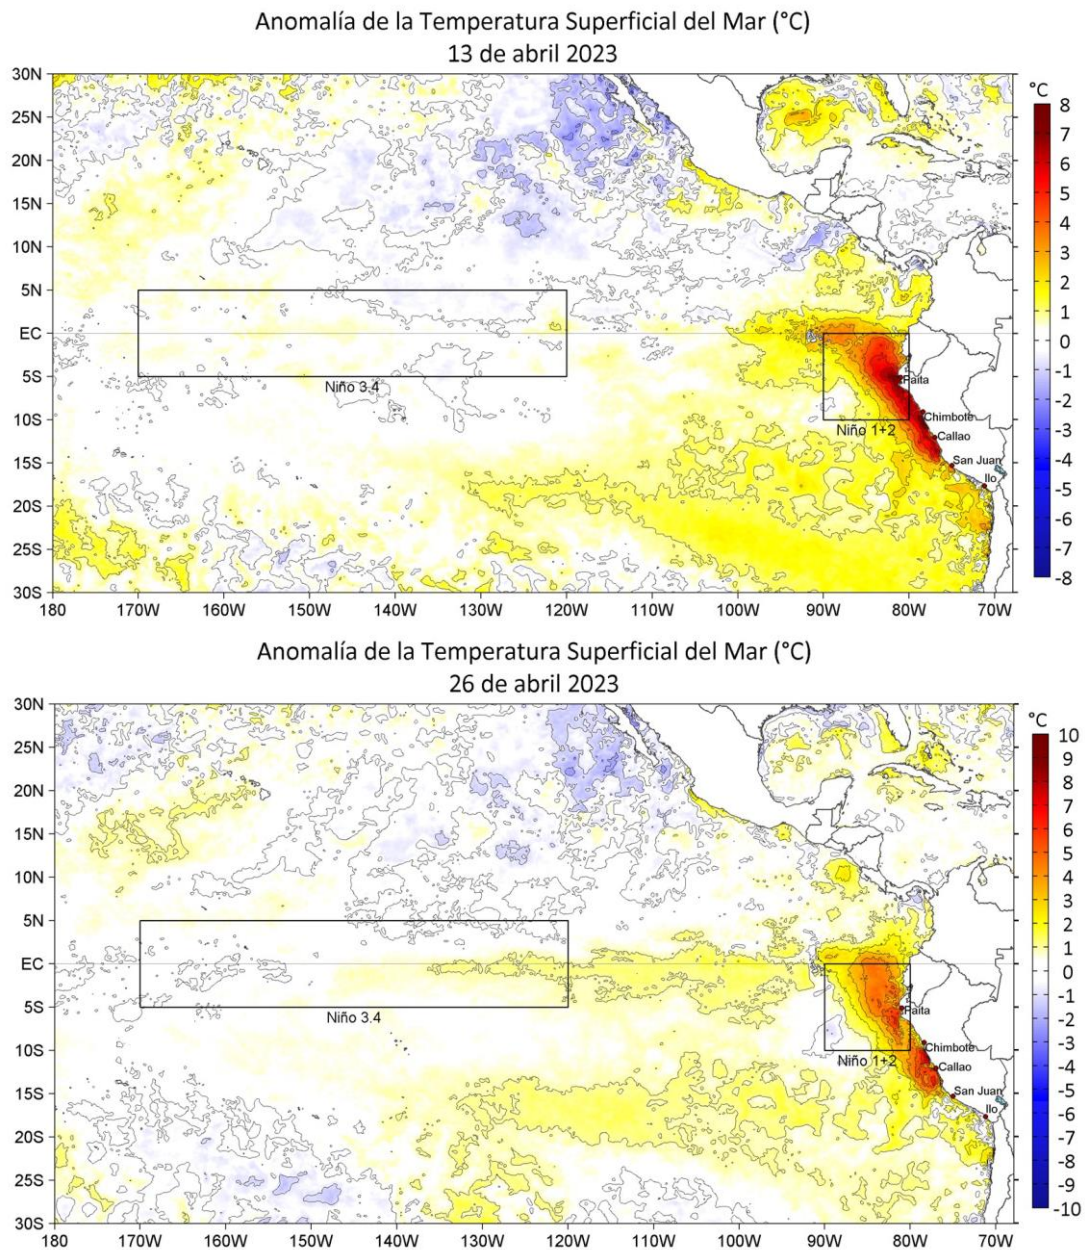 Anomalía de la Temperatura Superficial del Mar (°C)
13 de abril 2023
30N
25N
20N
15N
10N
5N
EC
5S
10S
15S
20S
25S
30S
Niño 3.4
Niño 1+2
Paita
Chimbote
Callao
San Juan
Ilo
180 170W 160W 150W 140W 130W 120W 110W 100W 90W 80W 70W
°C
8
7
6
5
4
3
2
1
0
-1
-2
-3
-4
-5
-6
-7
-8
Anomalía de la Temperatura Superficial del Mar (°C)
26 de abril 2023
30N
25N
20N
15N
10N
5N
EC
5S
10S
15S
20S
25S
30S
Niño 3.4
Niño 1+2
Paita
Chimbote
Callao
San Juan
Ilo
180 170W 160W 150W 140W 130W 120W 110W 100W 90W 80W 70W
°C
10
9
8
7
6
5
4
3
2
1
0
-1
-2
-3
-4
-5
-6
-7
-8
-9
-10